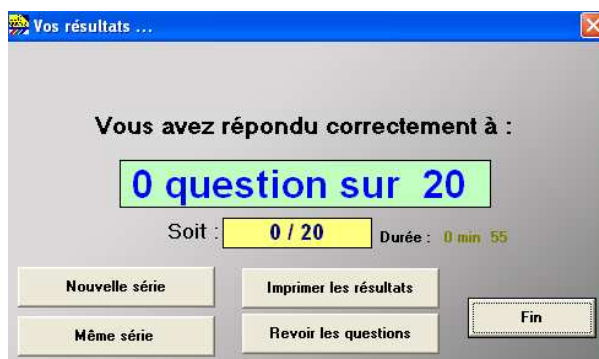 Vos résultats ...
Vous avez répondu correctement à :
0 question sur 20
Soit : 0 / 20 Durée : 0 min 55
Nouvelle série
Imprimer les résultats
Fin
Même série
Revoir les questions